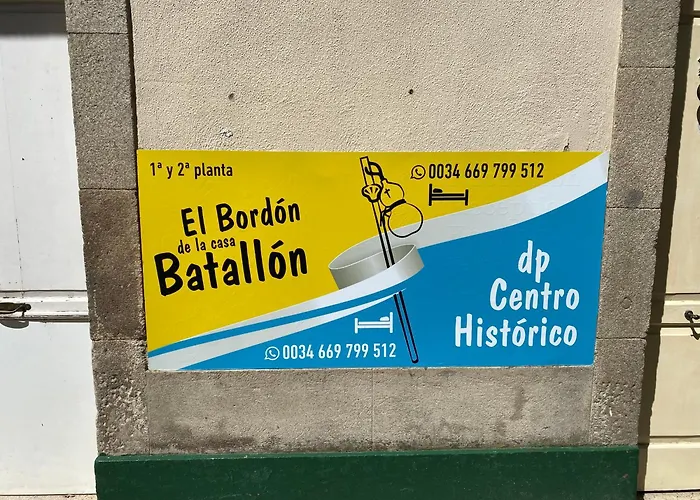 1ª y 2ª planta
0034 669 799 512
El Bordón
de la casa
Batallón
dp
Centro
Histórico
0034 669 799 512